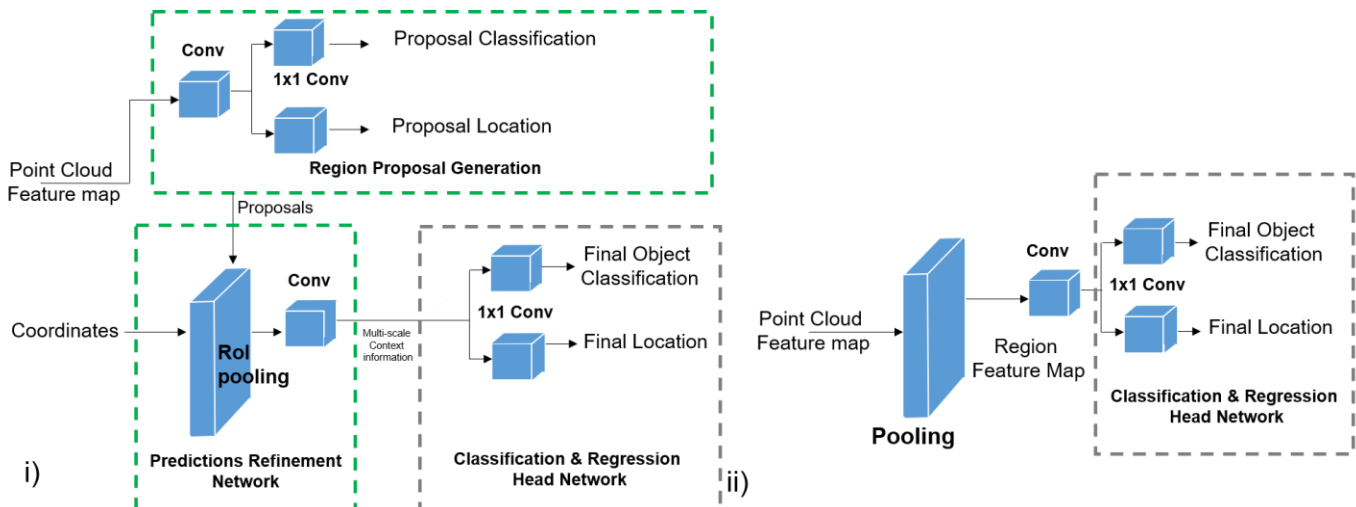 Conv
Proposal Classification
1x1 Conv
Proposal Location
Region Proposal Generation
Point Cloud
Feature map
Proposals
Conv
Coordinates
RoI
pooling
Multi-scale
Context
information
Final Object
Classification
1x1 Conv
Final Location
Predictions Refinement
Network
Classification & Regression
Head Network
i)
Point Cloud
Feature map
Pooling
Region
Feature Map
Conv
Final Object
Classification
1x1 Conv
Final Location
Classification & Regression
Head Network
ii)